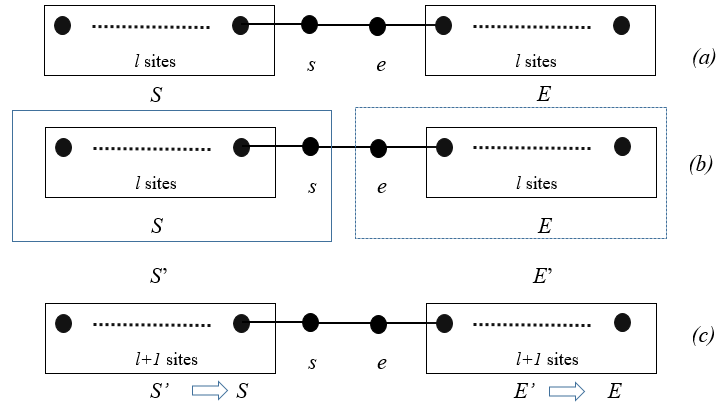 l sites s e l sites (a)
S E
l sites s e l sites (b)
S E
S’ E’
l+1 sites s e l+1 sites (c)
S’ S E’ E